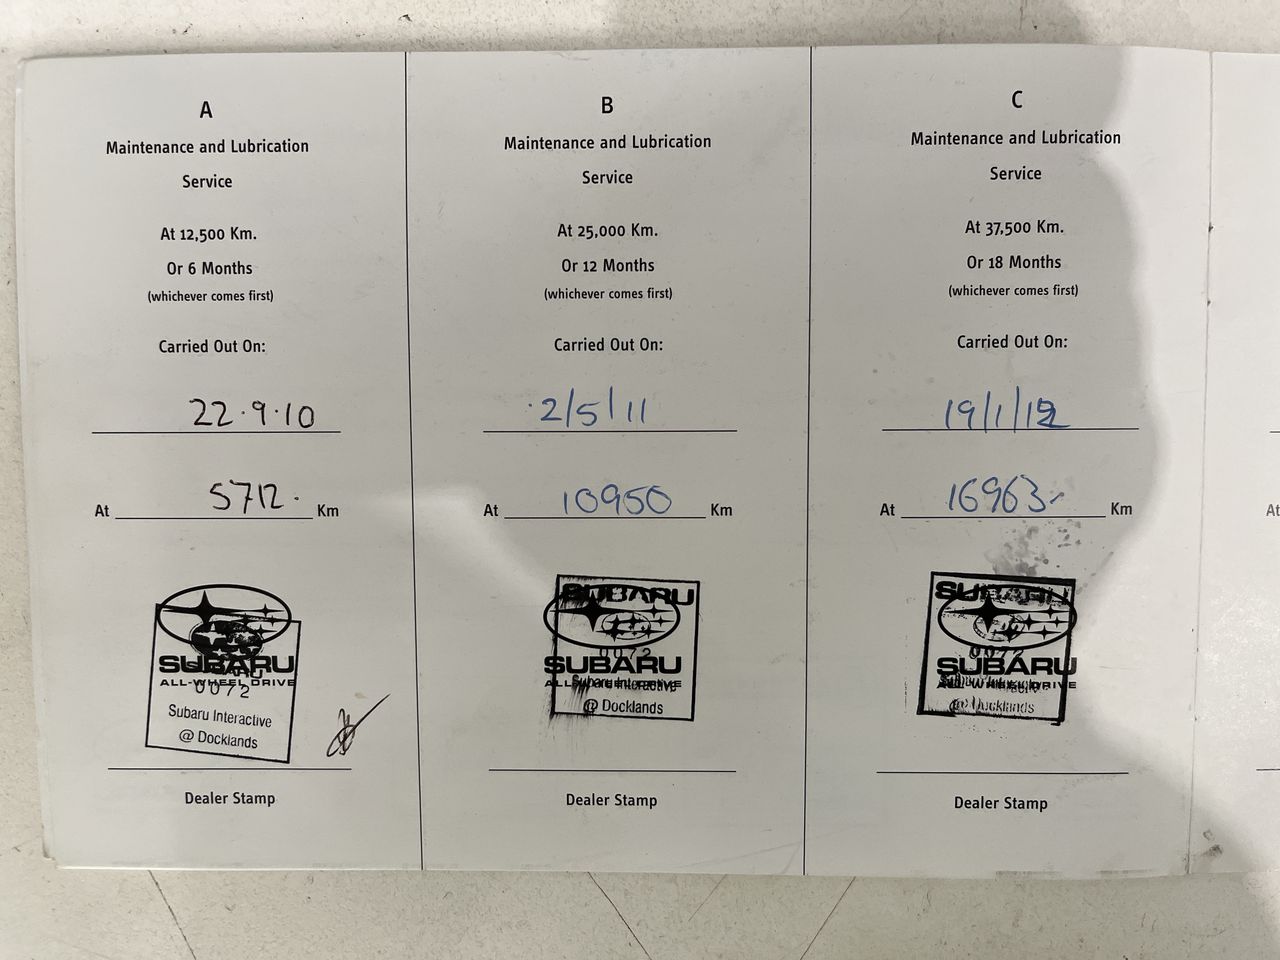 A
Maintenance and Lubrication
Service
At 12,500 Km.
Or 6 Months
(whichever comes first)
Carried Out On:
22.9.10
At 5712. Km
SUBARU
ALL-WHEEL DRIVE
0072
Subaru Interactive
@ Docklands
Dealer Stamp
B
Maintenance and Lubrication
Service
At 25,000 Km.
Or 12 Months
(whichever comes first)
Carried Out On:
2/5/11
At 10950 Km
SUBARU
0072
SUBARU
Subaru Interactive
@ Docklands
Dealer Stamp
C
Maintenance and Lubrication
Service
At 37,500 Km.
Or 18 Months
(whichever comes first)
Carried Out On:
19/1/12
At 16963 Km
SUBARU
0072
SUBARU
@ Docklands
Dealer Stamp
At